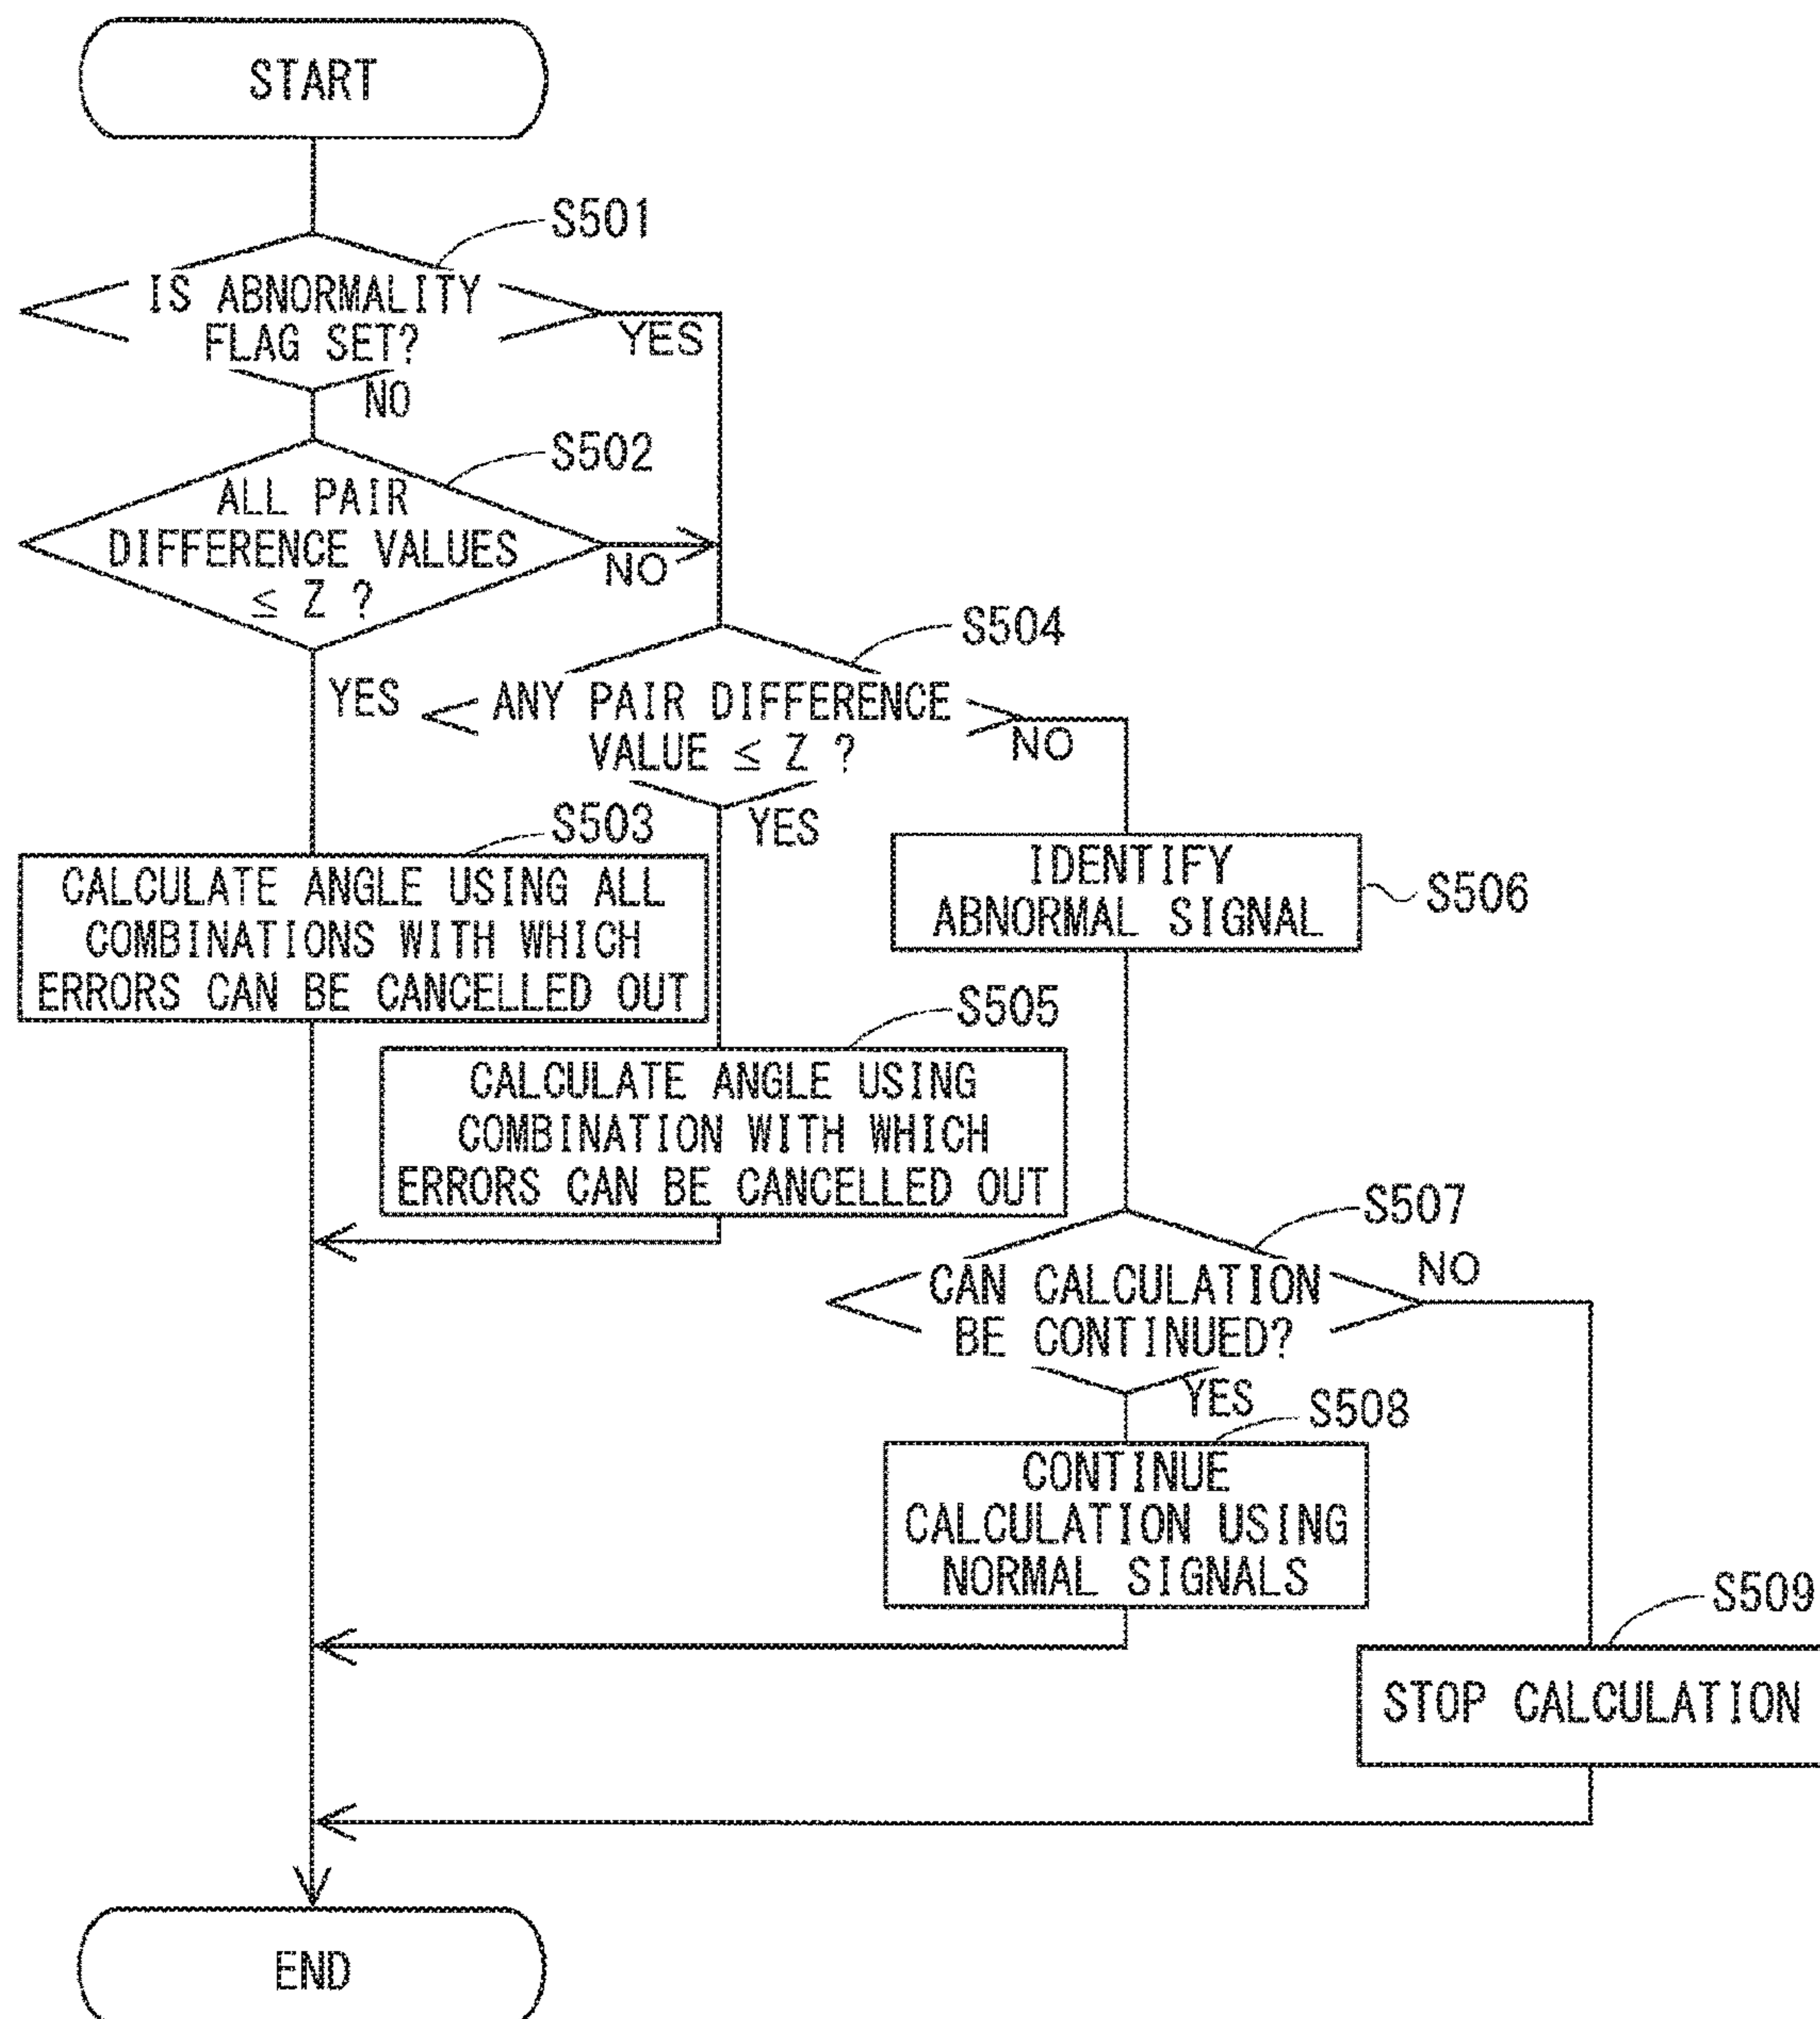 START
S501
IS ABNORMALITY
FLAG SET?
YES
NO
S502
ALL PAIR
DIFFERENCE VALUES
≤ Z ?
NO
YES
S504
ANY PAIR DIFFERENCE
VALUE ≤ Z ?
NO
YES
S503
CALCULATE ANGLE USING ALL
COMBINATIONS WITH WHICH
ERRORS CAN BE CANCELLED OUT
IDENTIFY
ABNORMAL SIGNAL
S506
S505
CALCULATE ANGLE USING
COMBINATION WITH WHICH
ERRORS CAN BE CANCELLED OUT
S507
CAN CALCULATION
BE CONTINUED?
NO
YES
S508
CONTINUE
CALCULATION USING
NORMAL SIGNALS
S509
STOP CALCULATION
END